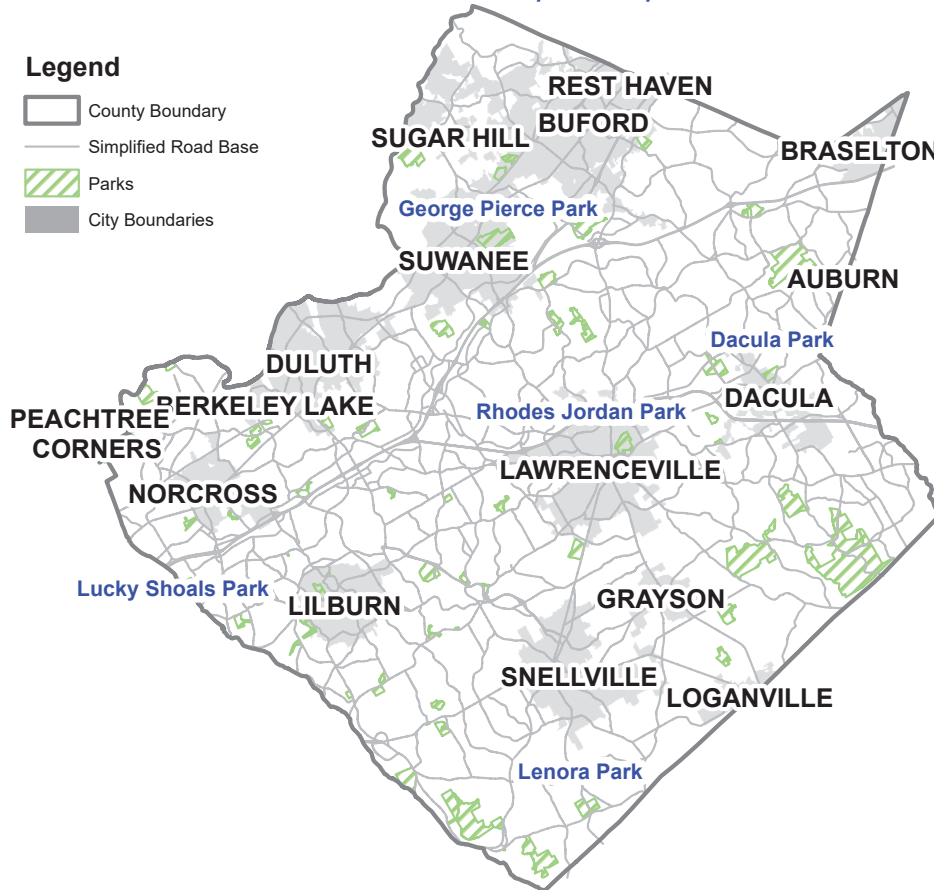 Legend
County Boundary
Simplified Road Base
Parks
City Boundaries
REST HAVEN
BUFORD
SUGAR HILL
BRASELTON
George Pierce Park
SUWANEE
AUBURN
Dacula Park
DULUTH
DACULA
BERKELEY LAKE
Rhodes Jordan Park
PEACHTREE
CORNERS
LAWRENCEVILLE
NORCROSS
Lucky Shoals Park
LILBURN
GRAYSON
SNELLVILLE
LOGANVILLE
Lenora Park